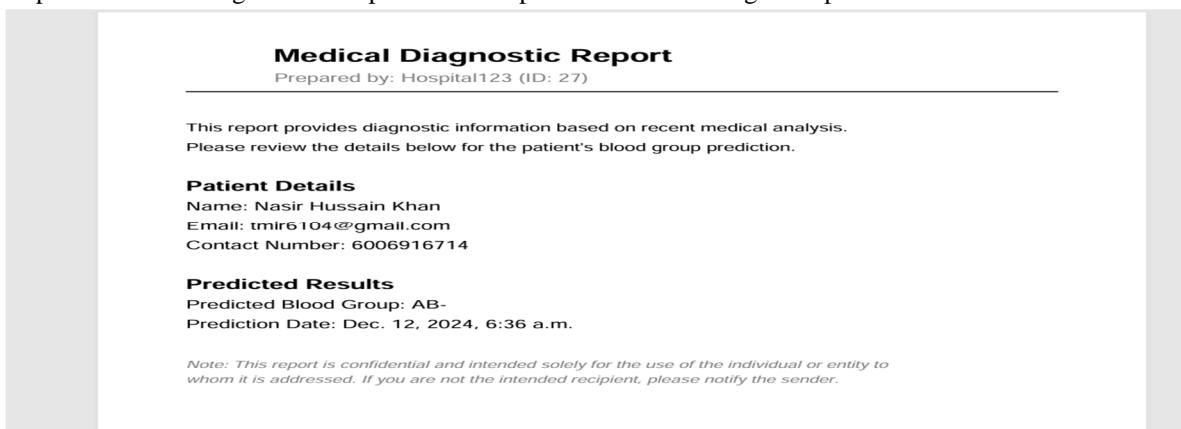 Medical Diagnostic Report
Prepared by: Hospital123 (ID: 27)
This report provides diagnostic information based on recent medical analysis.
Please review the details below for the patient's blood group prediction.
Patient Details
Name: Nasir Hussain Khan
Email: tmir6104@gmail.com
Contact Number: 6006916714
Predicted Results
Predicted Blood Group: AB-
Prediction Date: Dec. 12, 2024, 6:36 a.m.
Note: This report is confidential and intended solely for the use of the individual or entity to
whom it is addressed. If you are not the intended recipient, please notify the sender.